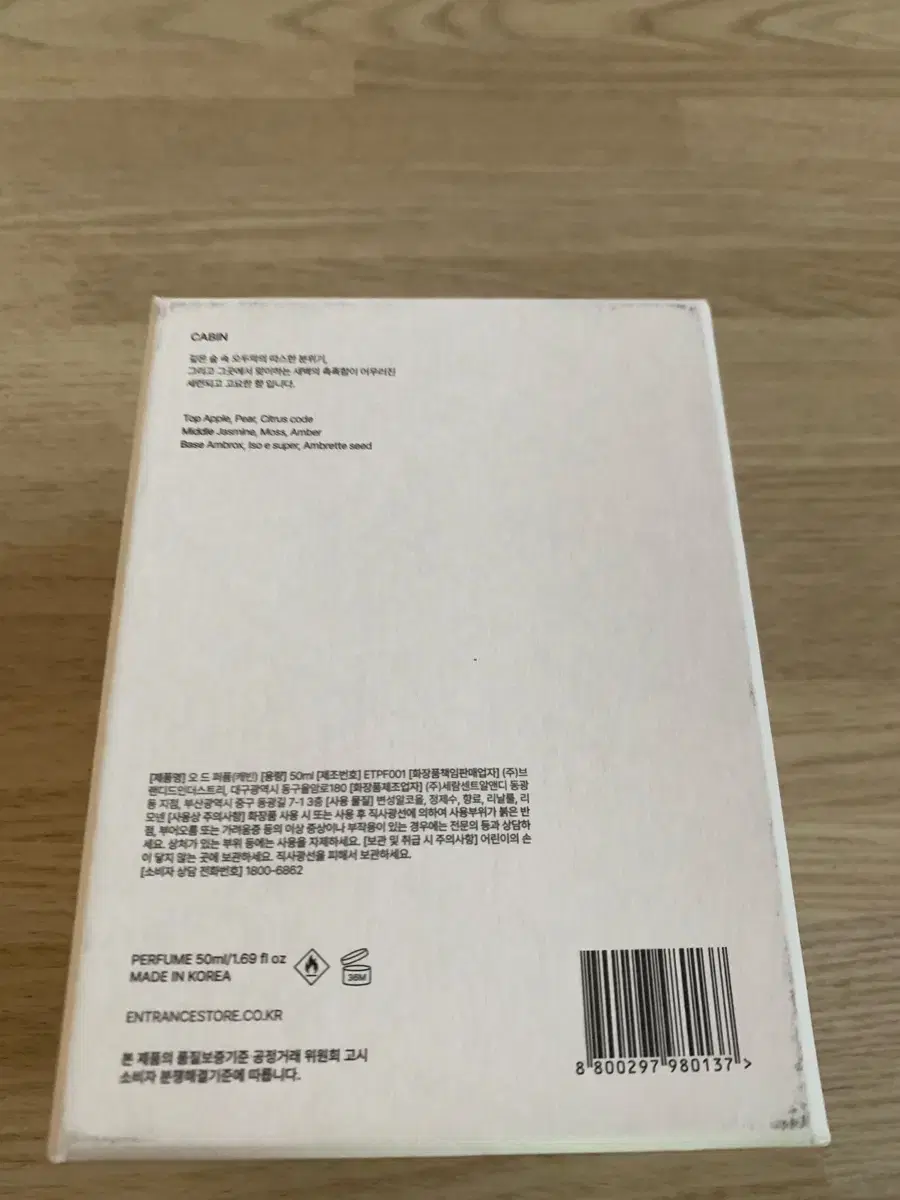 CABIN
깊은 숲 속 오두막의 따스한 분위기,
그리고 그곳에서 맞이하는 새벽의 촉촉함이 어우러진
세련되고 고요한 향 입니다.
Top Apple, Pear, Citrus code
Middle Jasmine, Moss, Amber
Base Ambrox, Iso e super, Ambrette seed
[제품명] 오 드 퍼퓸(캐빈) [용량] 50ml [제조번호] ETPF001 [화장품책임판매업자] (주)브
랜디드인더스트리, 대구광역시 동구율암로180 [화장품제조업자] (주)세람센트알앤디 동광
동 지점, 부산광역시 중구 동광길 7-1 3층 [사용 물질] 변성알코올, 정제수, 향료, 리날룰, 리
모넨 [사용상 주의사항] 화장품 사용 시 또는 사용 후 직사광선에 의하여 사용부위가 붉은 반
점, 부어오름 또는 가려움증 등의 이상 증상이나 부작용이 있는 경우에는 전문의 등과 상담하
세요. 상처가 있는 부위 등에는 사용을 자제하세요. [보관 및 취급 시 주의사항] 어린이의 손
이 닿지 않는 곳에 보관하세요. 직사광선을 피해서 보관하세요.
[소비자 상담 전화번호] 1800-6862
PERFUME 50ml/1.69 fl oz
MADE IN KOREA
36M
ENTRANCESTORE.CO.KR
본 제품의 품질보증기준 공정거래 위원회 고시
소비자 분쟁해결기준에 따릅니다.
8 800297 980137 >